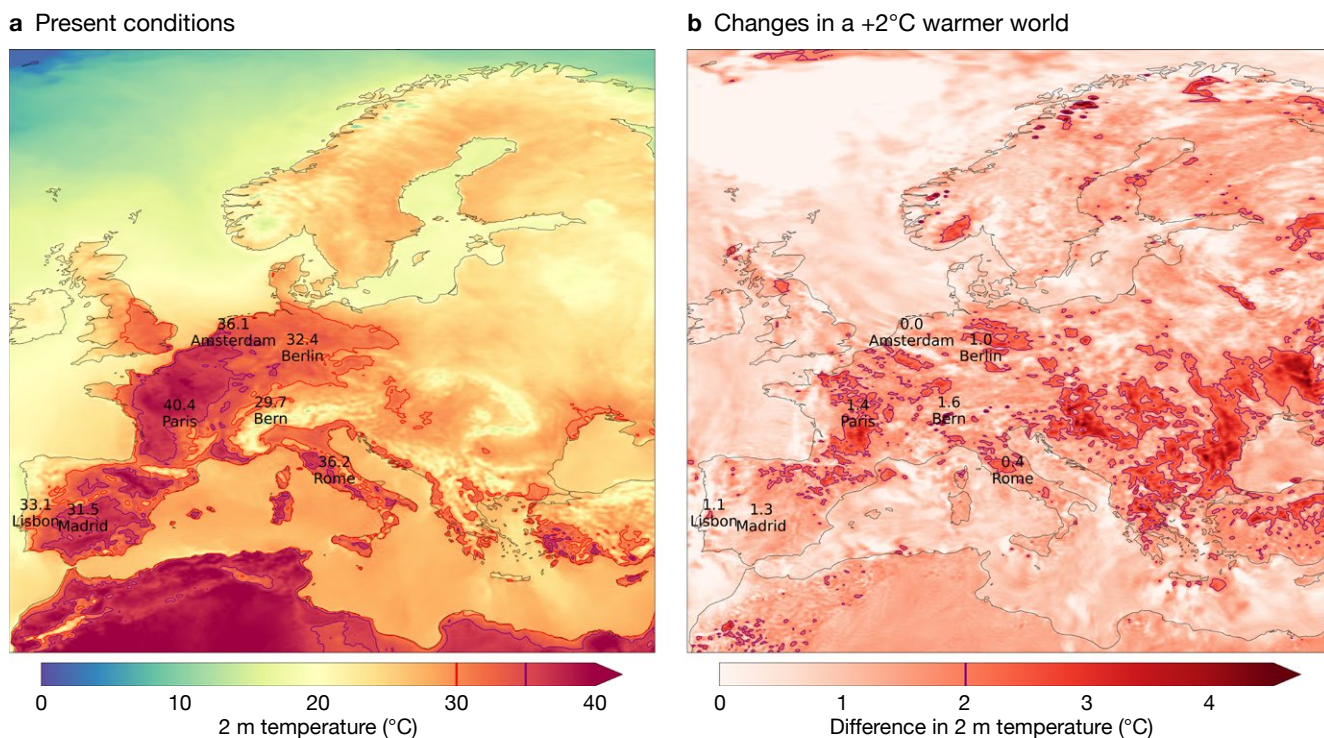 a Present conditions
36.1
Amsterdam
32.4
Berlin
40.4
Paris
29.7
Bern
36.2
Rome
33.1
Lisbon
31.5
Madrid
0 10 20 30 40
2 m temperature (°C)
b Changes in a +2°C warmer world
0.0
Amsterdam
1.0
Berlin
1.4
Paris
1.6
Bern
0.4
Rome
1.1
Lisbon
1.3
Madrid
0 1 2 3 4
Difference in 2 m temperature (°C)